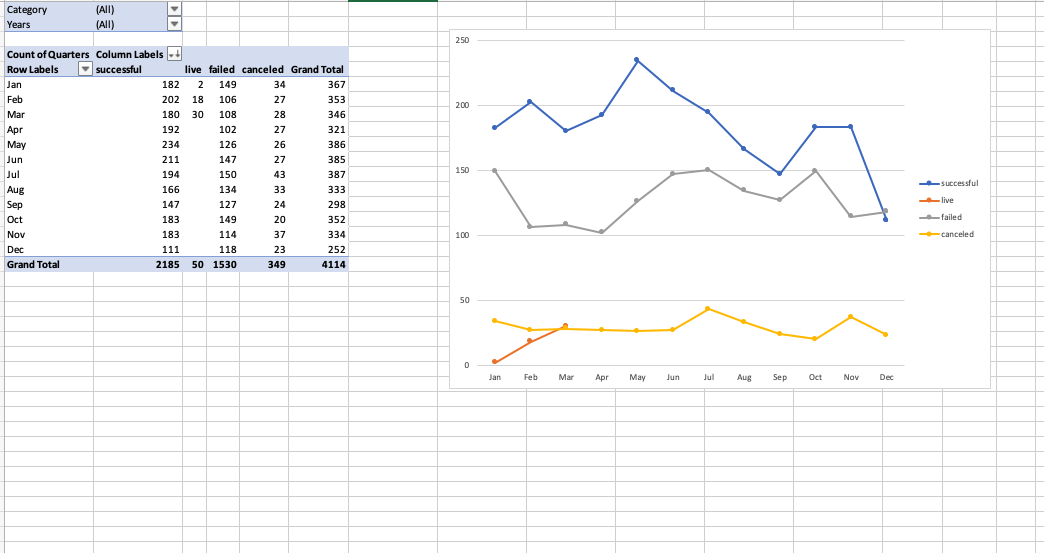 Category (All)
Years (All)
Count of Quarters Column Labels
Row Labels successful live failed canceled Grand Total
Jan 182 2 149 34 367
Feb 202 18 106 27 353
Mar 180 30 108 28 346
Apr 192 102 27 321
May 234 126 26 386
Jun 211 147 27 385
Jul 194 150 43 387
Aug 166 134 33 333
Sep 147 127 24 298
Oct 183 149 20 352
Nov 183 114 37 334
Dec 111 118 23 252
Grand Total 2185 50 1530 349 4114
250
200
150
100
50
0
Jan Feb Mar Apr May Jun Jul Aug Sep Oct Nov Dec
successful
live
failed
canceled